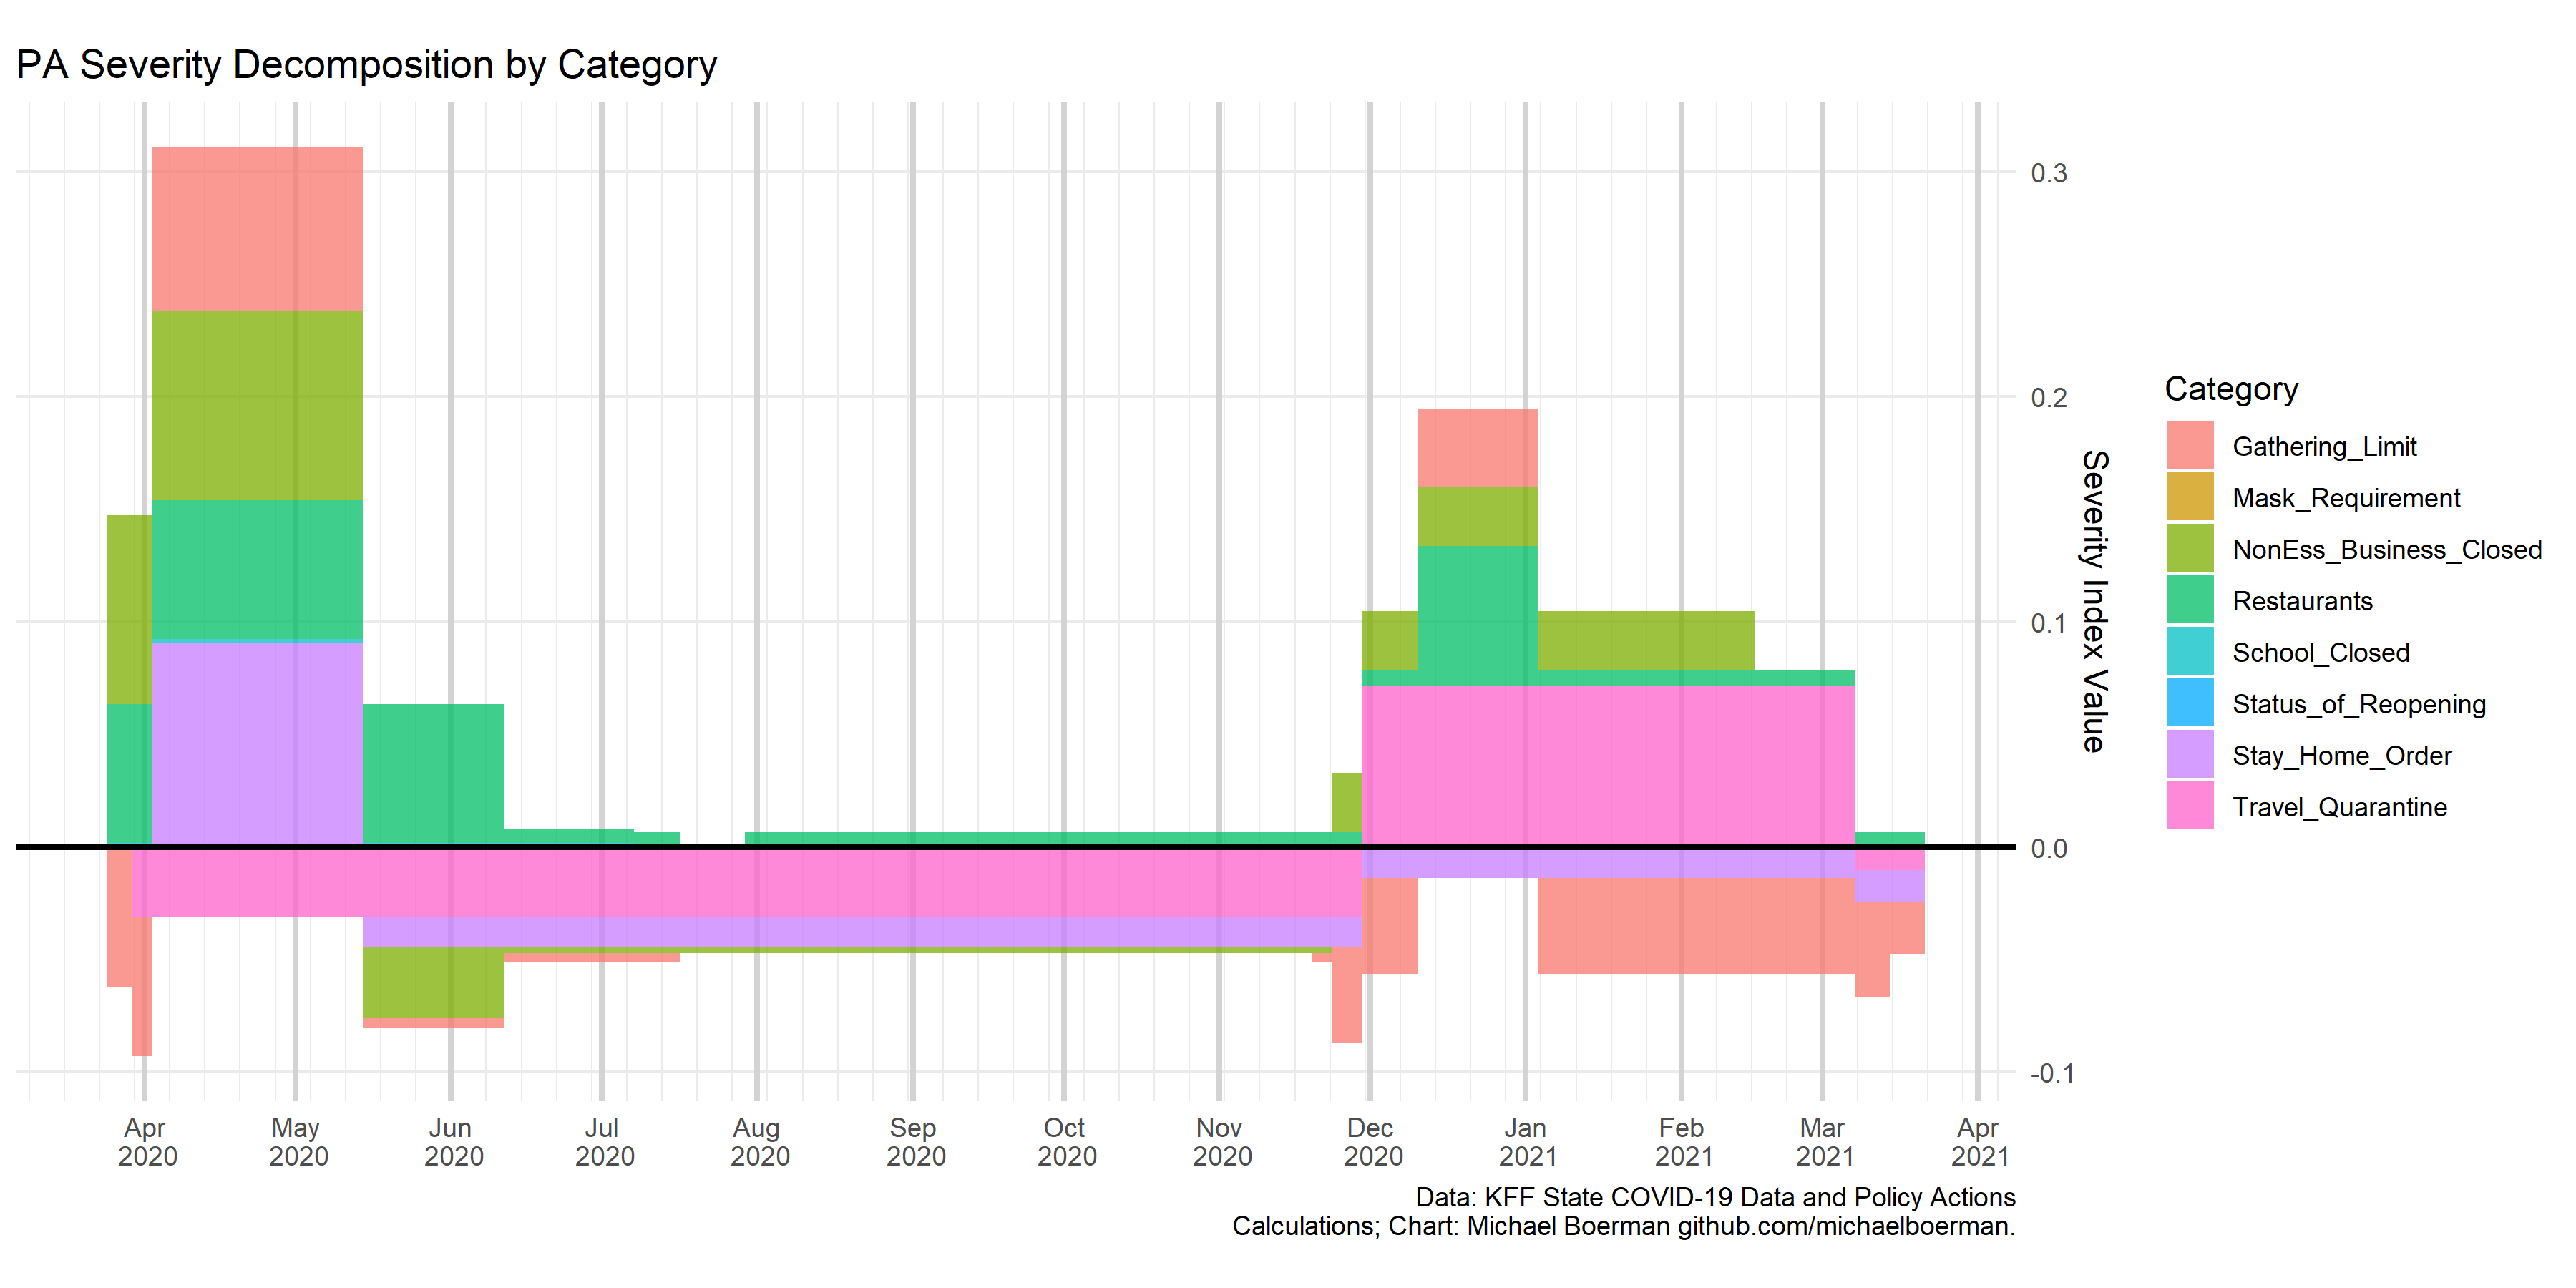 PA Severity Decomposition by Category
0.3
0.2
0.1
0.0
-0.1
Severity Index Value
Category
Gathering_Limit
Mask_Requirement
NonEss_Business_Closed
Restaurants
School_Closed
Status_of_Reopening
Stay_Home_Order
Travel_Quarantine
Apr May Jun Jul Aug Sep Oct Nov Dec Jan Feb Mar Apr
2020 2020 2020 2020 2020 2020 2020 2020 2020 2021 2021 2021 2021
Data: KFF State COVID-19 Data and Policy Actions
Calculations; Chart: Michael Boerman github.com/michaelboerman.